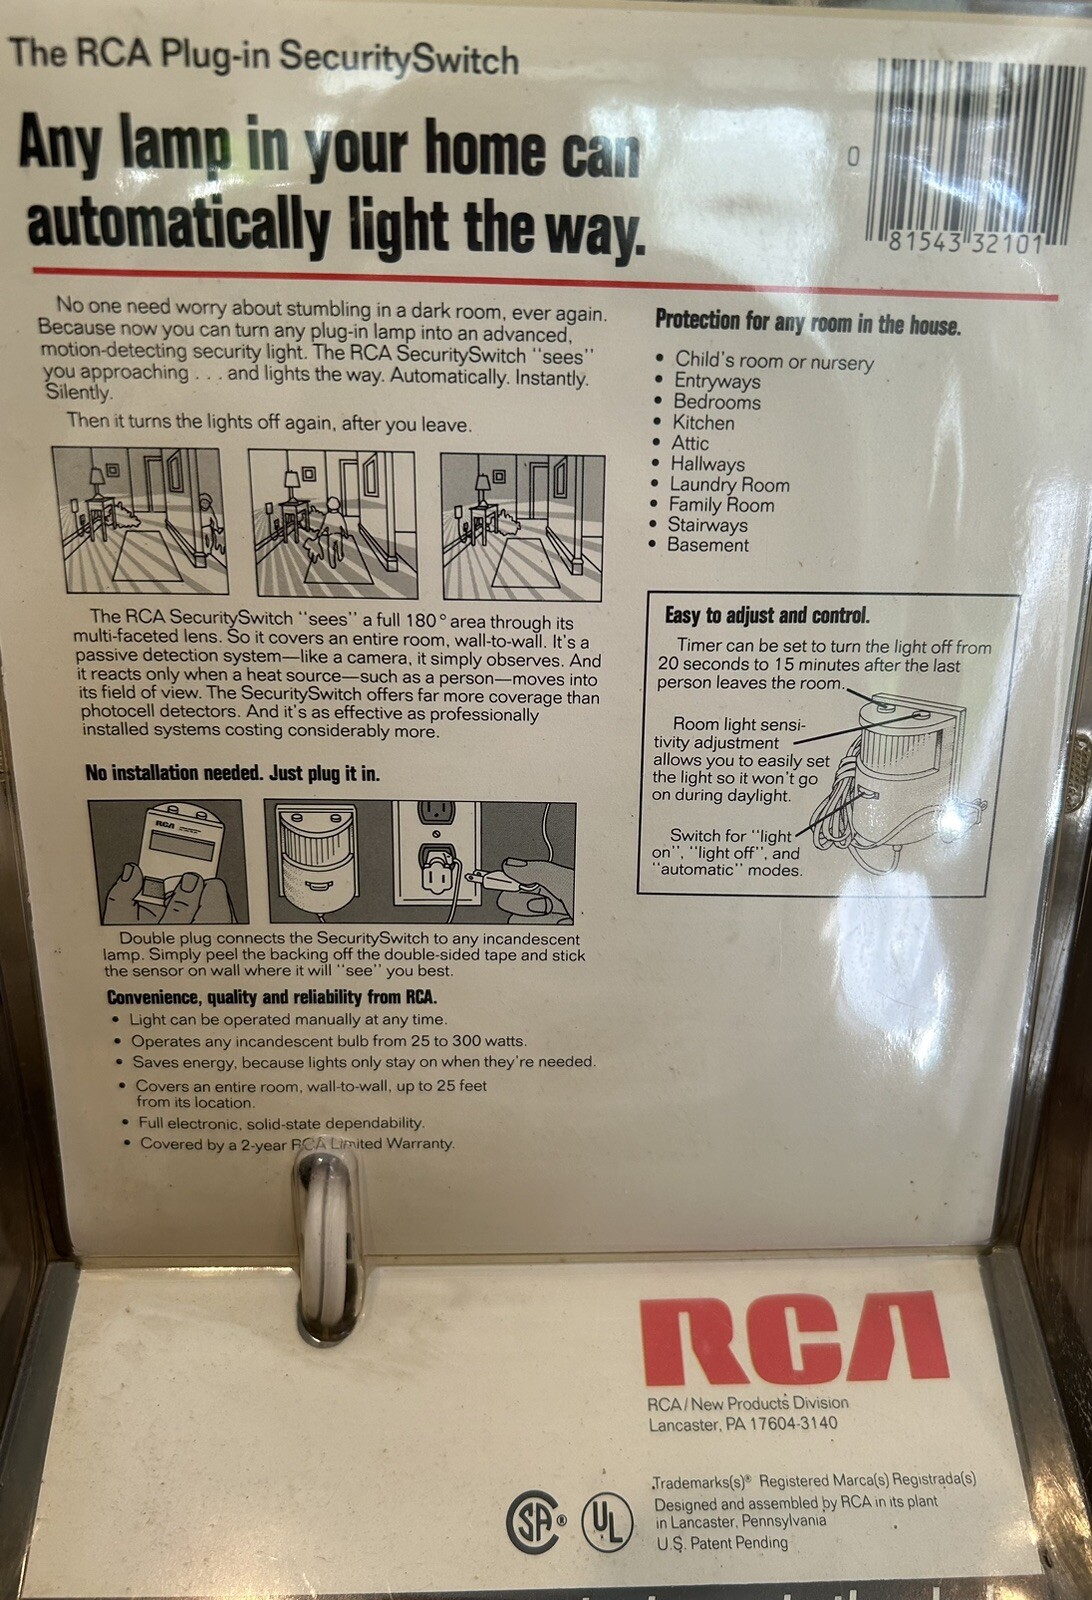 The RCA Plug-in SecuritySwitch
Any lamp in your home can
automatically light the way.
0
81543 32101
No one need worry about stumbling in a dark room, ever again.
Because now you can turn any plug-in lamp into an advanced,
motion-detecting security light. The RCA SecuritySwitch "sees"
you approaching . . . and lights the way. Automatically. Instantly.
Silently.
Then it turns the lights off again, after you leave.
The RCA SecuritySwitch "sees" a full 180° area through its
multi-faceted lens. So it covers an entire room, wall-to-wall. It's a
passive detection system—like a camera, it simply observes. And
it reacts only when a heat source—such as a person—moves into
its field of view. The SecuritySwitch offers far more coverage than
photocell detectors. And it's as effective as professionally
installed systems costing considerably more.
No installation needed. Just plug it in.
RCA
Double plug connects the SecuritySwitch to any incandescent
lamp. Simply peel the backing off the double-sided tape and stick
the sensor on wall where it will "see" you best.
Convenience, quality and reliability from RCA.
• Light can be operated manually at any time.
• Operates any incandescent bulb from 25 to 300 watts.
• Saves energy, because lights only stay on when they're needed.
• Covers an entire room, wall-to-wall, up to 25 feet
from its location.
• Full electronic, solid-state dependability.
• Covered by a 2-year RCA Limited Warranty.
Protection for any room in the house.
• Child's room or nursery
• Entryways
• Bedrooms
• Kitchen
• Attic
• Hallways
• Laundry Room
• Family Room
• Stairways
• Basement
Easy to adjust and control.
Timer can be set to turn the light off from
20 seconds to 15 minutes after the last
person leaves the room.
Room light sensi-
tivity adjustment
allows you to easily set
the light so it won't go
on during daylight.
Switch for "light
on", "light off", and
"automatic" modes.
RCA
RCA/New Products Division
Lancaster, PA 17604-3140
Trademarks(s)® Registered Marca(s) Registrada(s)
Designed and assembled by RCA in its plant
in Lancaster, Pennsylvania
U.S. Patent Pending
SA®
UL